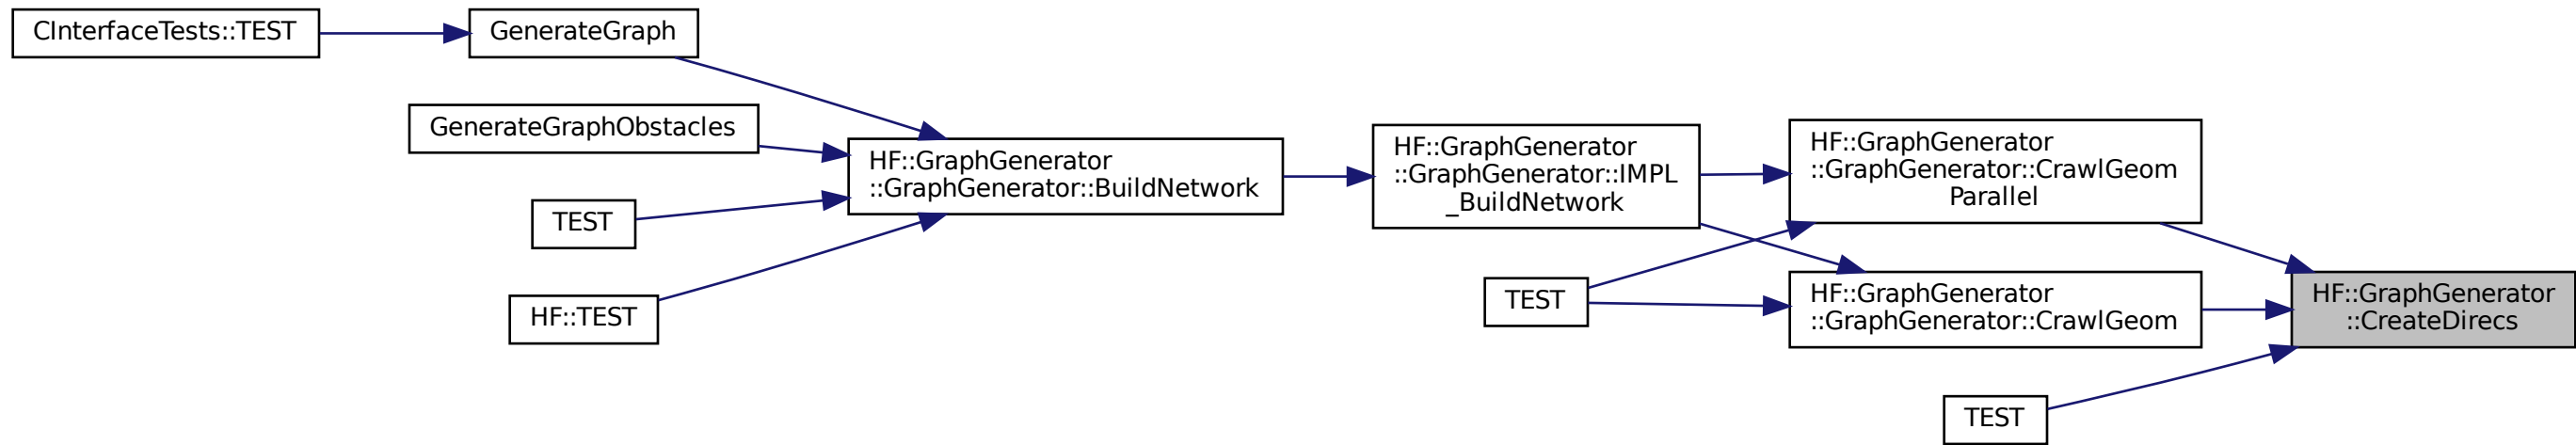 CInterfaceTests::TEST
GenerateGraph
GenerateGraphObstacles
TEST
HF::TEST
HF::GraphGenerator
::GraphGenerator::BuildNetwork
HF::GraphGenerator
::GraphGenerator::IMPL
_BuildNetwork
TEST
HF::GraphGenerator
::GraphGenerator::CrawlGeom
Parallel
HF::GraphGenerator
::GraphGenerator::CrawlGeom
TEST
HF::GraphGenerator
::CreateDirecs